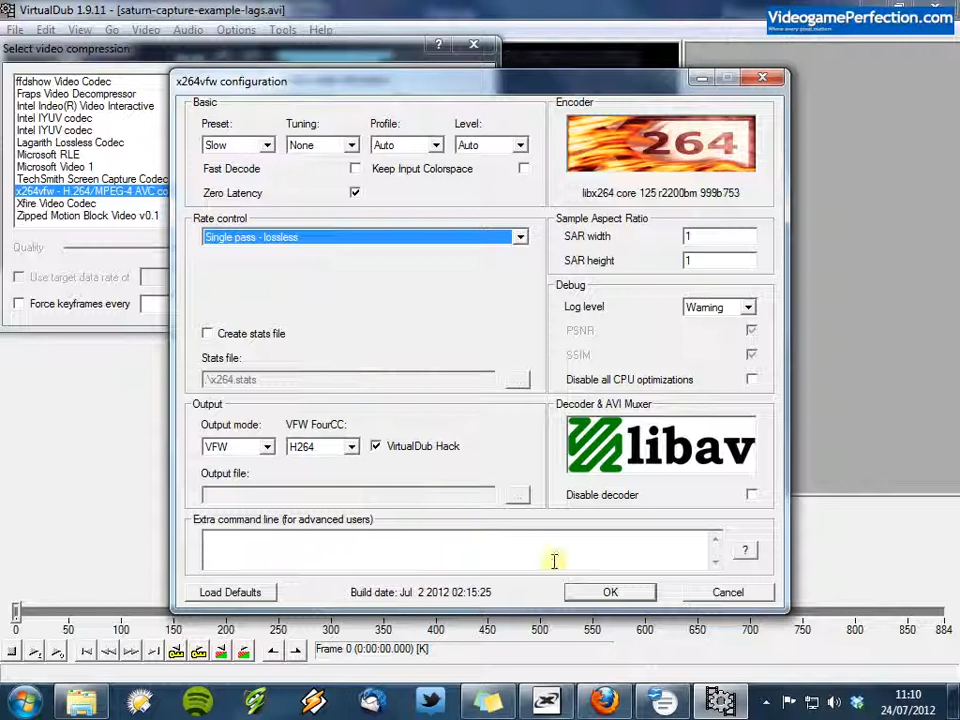 VirtualDub 1.9.11 - [saturn-capture-example-lags.avi]
File Edit View Go Video Audio Options Tools Help
VideogamePerfection.com
Where every pixel matters
Select video compression
?
ffdshow Video Codec
Fraps Video Decompressor
Intel Indeo(R) Video Interactive
Intel IYUV codec
Intel IYUV codec
Lagarith Lossless Codec
Microsoft RLE
Microsoft Video 1
TechSmith Screen Capture Codec
x264vfw - H.264/MPEG-4 AVC co
Xfire Video Codec
Zipped Motion Block Video v0.1
Quality
Use target data rate of
Force keyframes every
x264vfw configuration
Basic
Preset: Tuning: Profile: Level:
Slow None Auto Auto
Fast Decode Keep Input Colorspace
Zero Latency
Rate control
Single pass - lossless
Create stats file
Stats file:
.\x264.stats
...
Output
Output mode: VFW FourCC:
VFW H264 VirtualDub Hack
Output file:
...
Extra command line (for advanced users)
?
Load Defaults Build date: Jul 2 2012 02:15:25 OK Cancel
Encoder
264
libx264 core 125 r2200bm 999b753
Sample Aspect Ratio
SAR width 1
SAR height 1
Debug
Log level Warning
PSNR
SSIM
Disable all CPU optimizations
Decoder & AVI Muxer
libav
Disable decoder
0 50 100 150 200 250 300 350 400 450 500 550 600 650 700 750 800 850 884
Frame 0 (0:00:00.000) [K]
11:10
24/07/2012